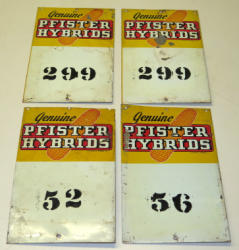 Genuine
PFISTER
HYBRIDS
299
Genuine
PFISTER
HYBRIDS
299
Genuine
PFISTER
HYBRIDS
52
Genuine
PFISTER
HYBRIDS
56